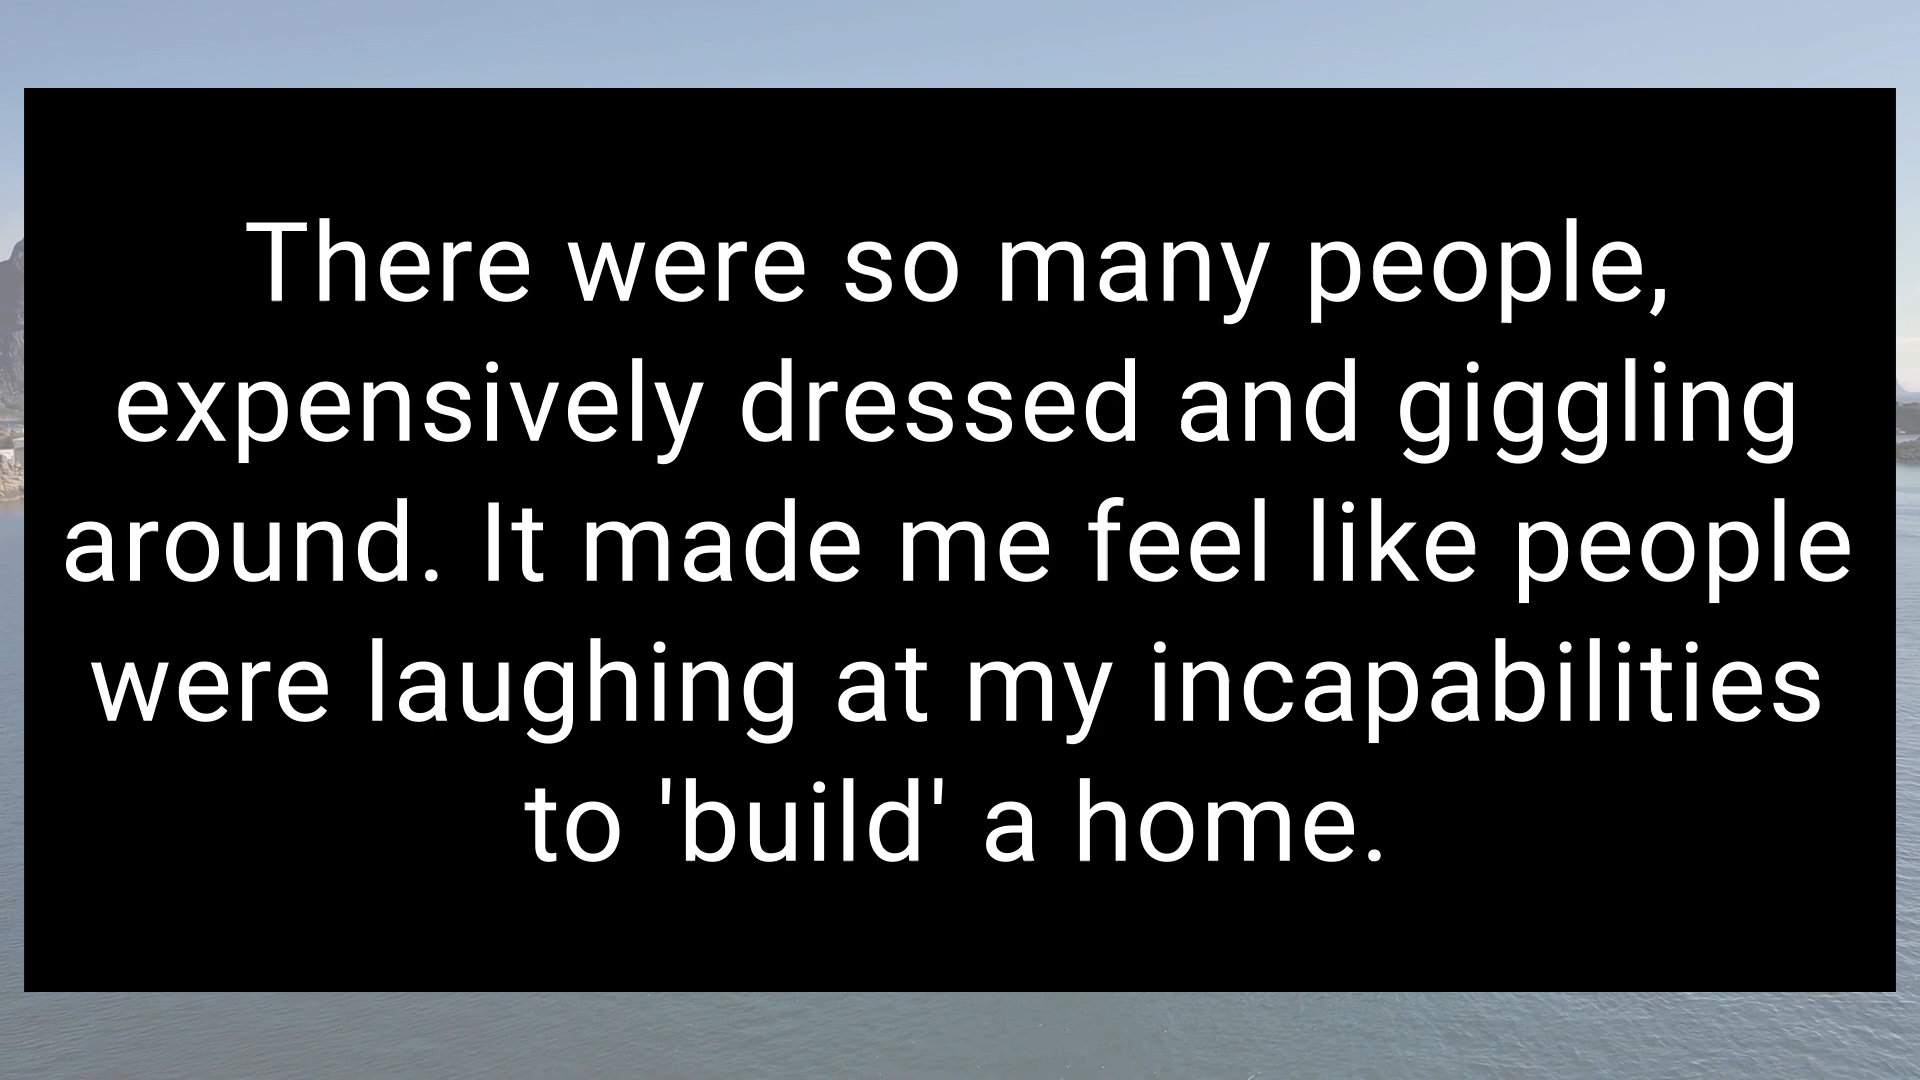 There were so many people,
expensively dressed and giggling
around. It made me feel like people
were laughing at my incapabilities
to 'build' a home.